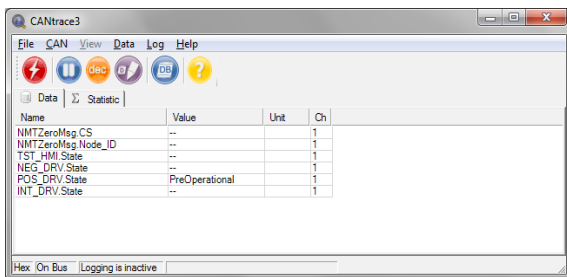 CANtrace3
File CAN View Data Log Help
dec DB ?
Data Σ Statistic
Name Value Unit Ch
NMTZeroMsg.CS -- 1
NMTZeroMsg.Node_ID -- 1
TST_HMI.State -- 1
NEG_DRV.State -- 1
POS_DRV.State PreOperational 1
INT_DRV.State -- 1
Hex On Bus Logging is inactive